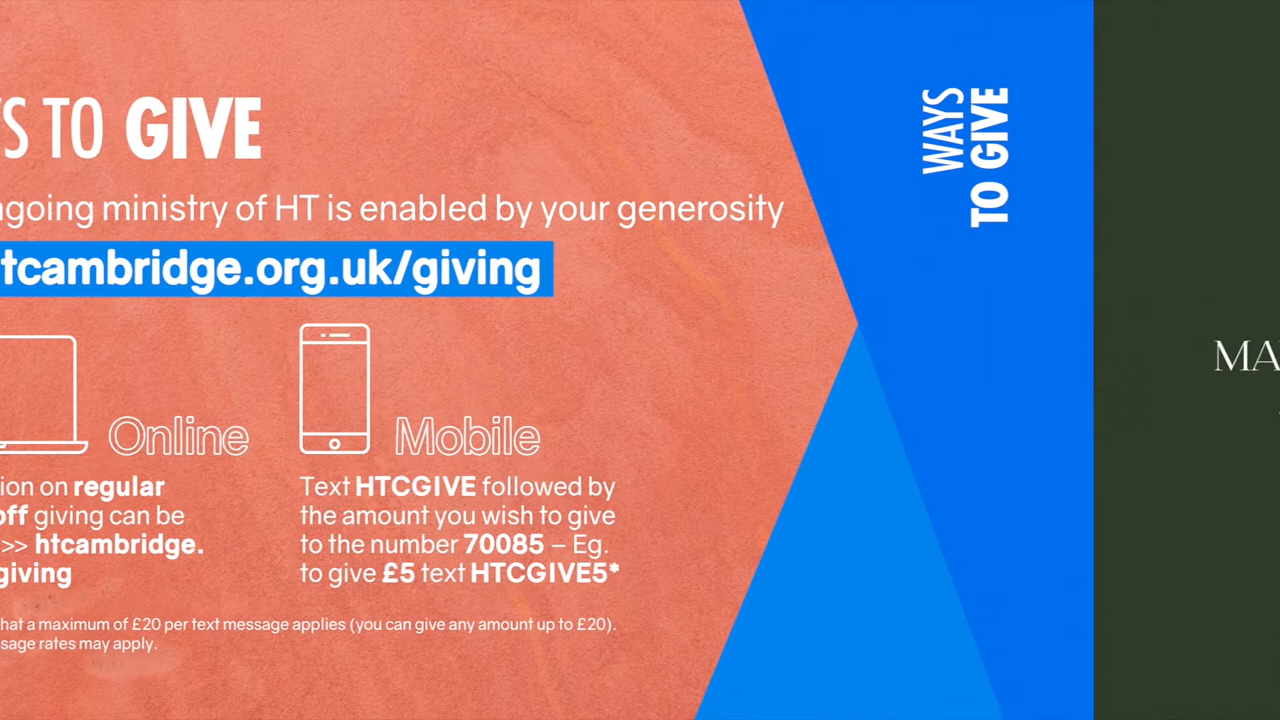 S TO GIVE
going ministry of HT is enabled by your generosity
tcambridge.org.uk/giving
Online
Mobile
ion on regular
off giving can be
>> htcambridge.
giving
Text HTCGIVE followed by
the amount you wish to give
to the number 70085 – Eg.
to give £5 text HTCGIVE5*
hat a maximum of £20 per text message applies (you can give any amount up to £20).
sage rates may apply.
WAYS
TO GIVE
MA